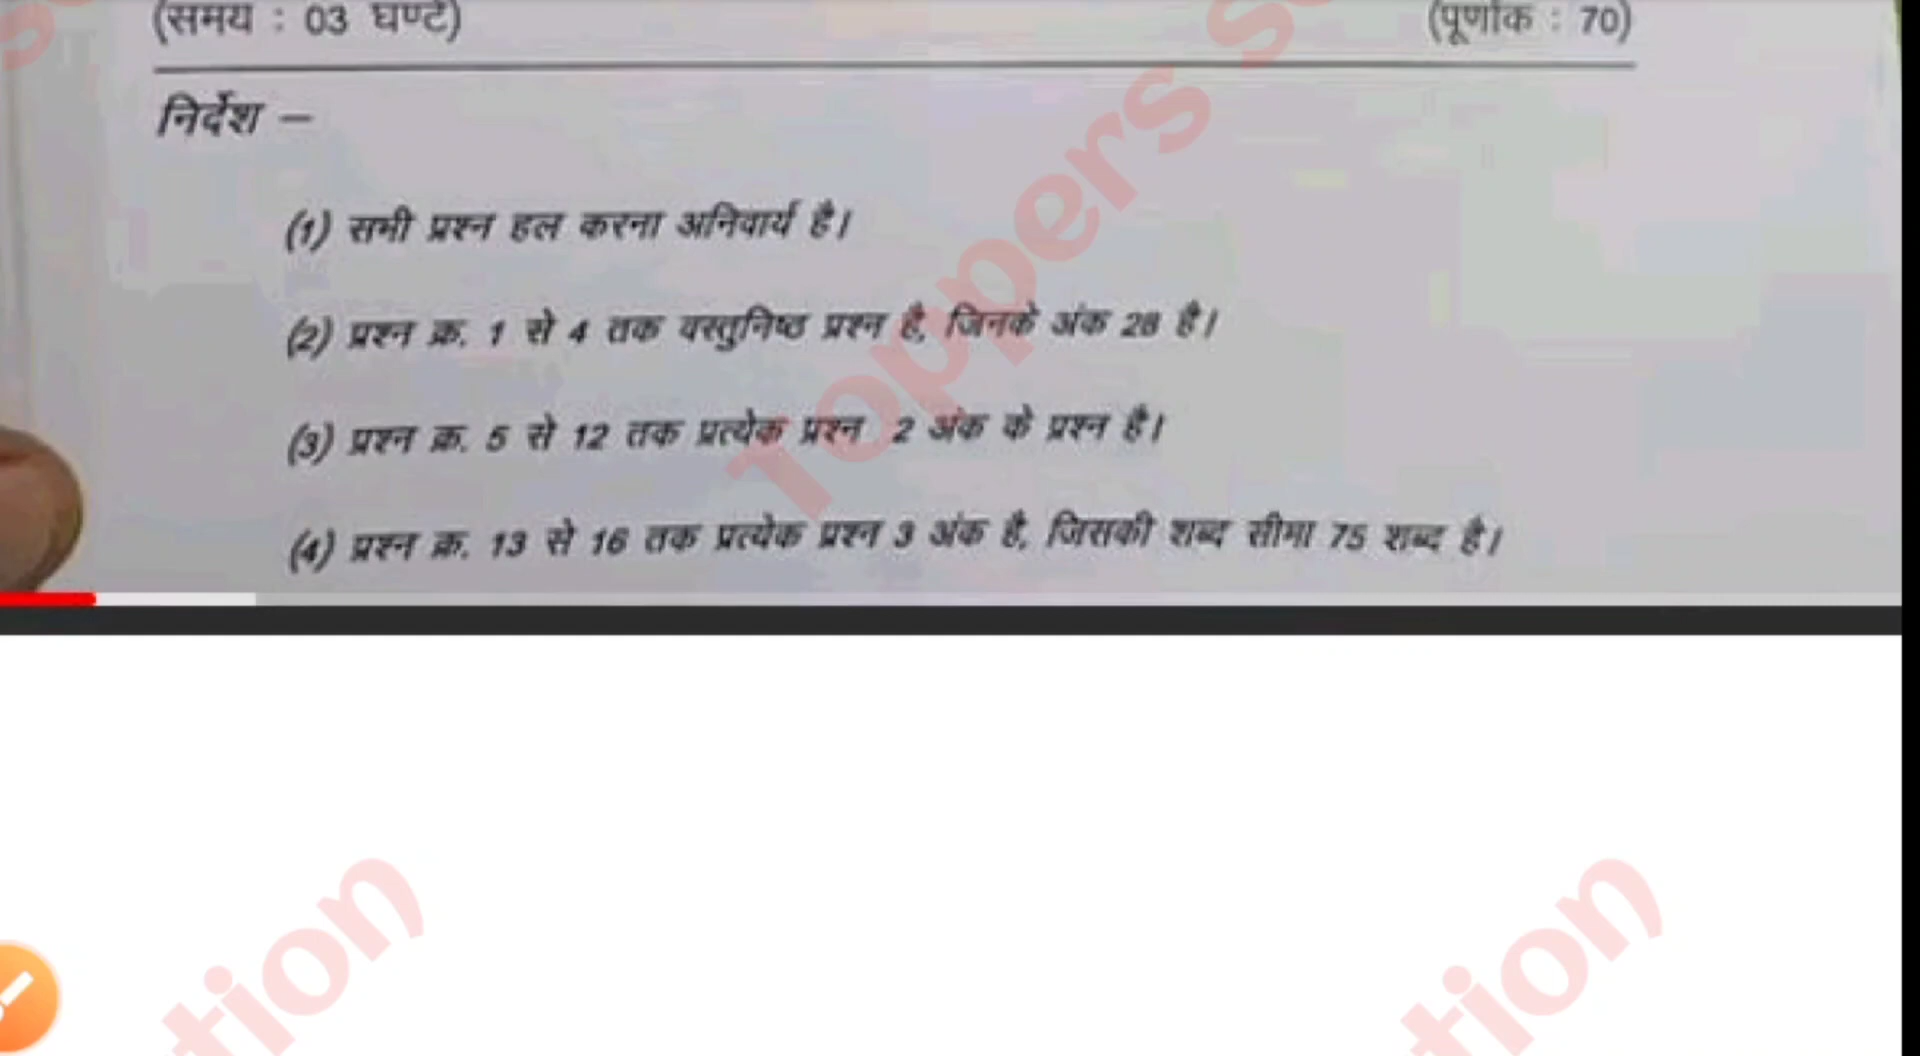 (समय : 03 घण्टे) (पूर्णांक : 70)
निर्देश –
(1) सभी प्रश्न हल करना अनिवार्य है।
(2) प्रश्न क्र. 1 से 4 तक वस्तुनिष्ठ प्रश्न है, जिनके अंक 28 है।
(3) प्रश्न क्र. 5 से 12 तक प्रत्येक प्रश्न 2 अंक के प्रश्न है।
(4) प्रश्न क्र. 13 से 16 तक प्रत्येक प्रश्न 3 अंक है, जिसकी शब्द सीमा 75 शब्द है।
Toppers
tion
tion